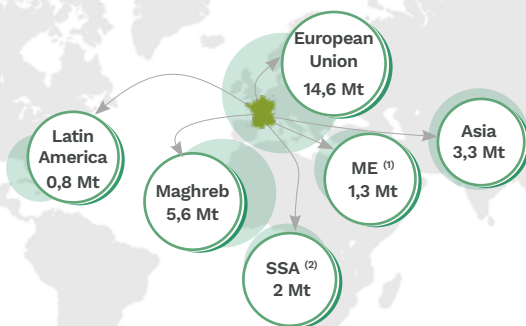 European
Union
14,6 Mt
Latin
America
0,8 Mt
Maghreb
5,6 Mt
ME (1)
1,3 Mt
Asia
3,3 Mt
SSA (2)
2 Mt